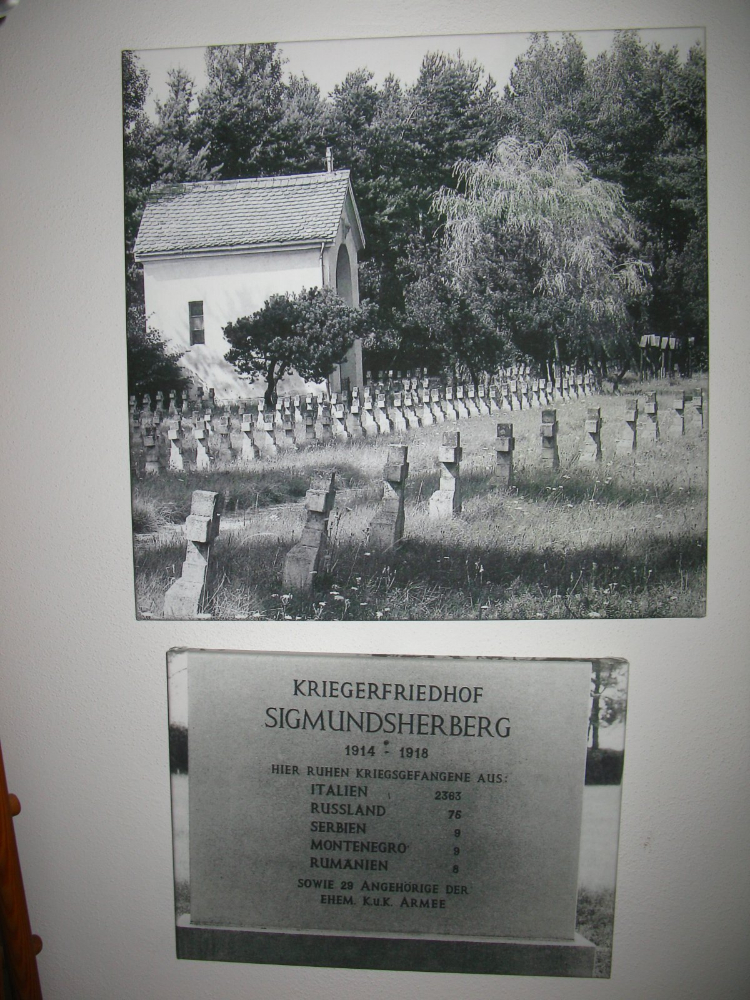 KRIEGERFRIEDHOF
SIGMUNDSHERBERG
1914 - 1918
HIER RUHEN KRIEGSGEFANGENE AUS:
ITALIEN 2363
RUSSLAND 76
SERBIEN 9
MONTENEGRO 9
RUMÄNIEN 8
SOWIE 29 ANGEHÖRIGE DER
EHEM. K.u.K. ARMEE